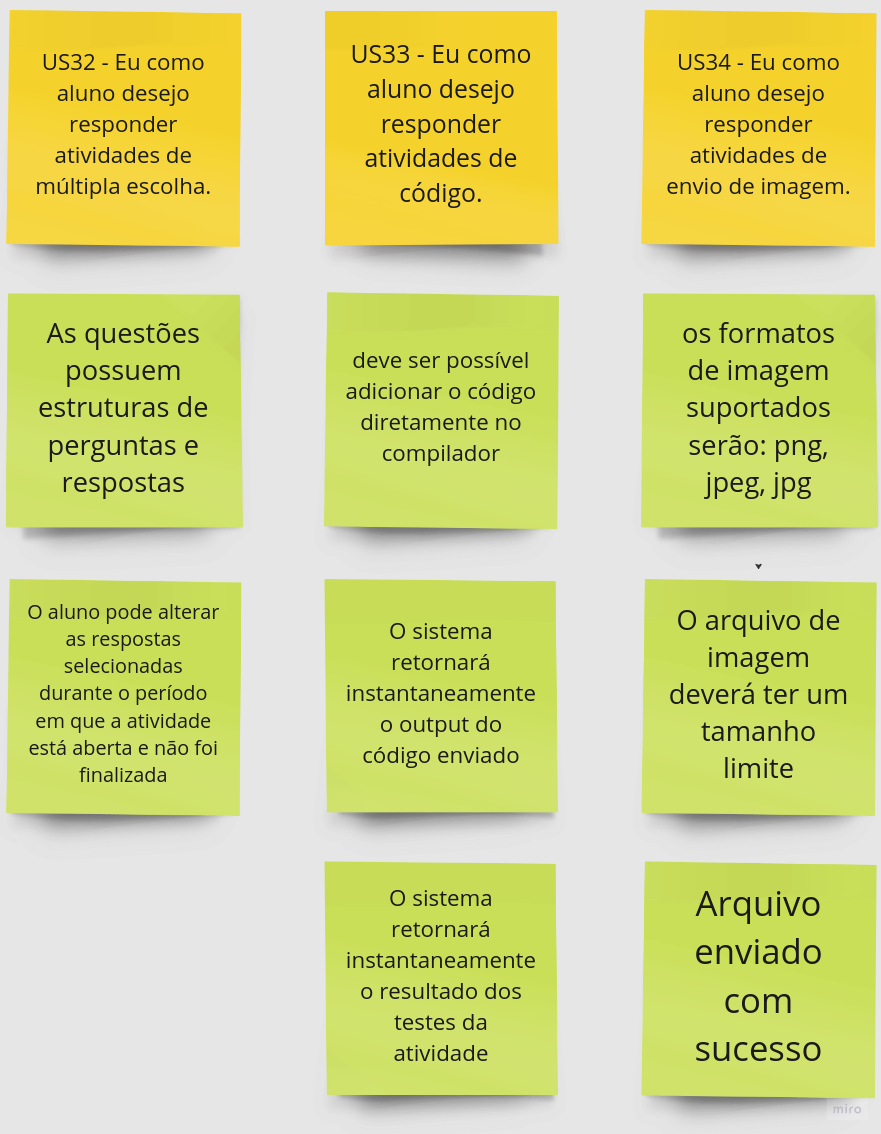 US32 - Eu como
aluno desejo
responder
atividades de
múltipla escolha.
US33 - Eu como
aluno desejo
responder
atividades de
código.
US34 - Eu como
aluno desejo
responder
atividades de
envio de imagem.
As questões
possuem
estruturas de
perguntas e
respostas
deve ser possível
adicionar o código
diretamente no
compilador
os formatos
de imagem
suportados
serão: png,
jpeg, jpg
O aluno pode alterar
as respostas
selecionadas
durante o período
em que a atividade
está aberta e não foi
finalizada
O sistema
retornará
instantaneamente
o output do
código enviado
O arquivo de
imagem
deverá ter um
tamanho
limite
O sistema
retornará
instantaneamente
o resultado dos
testes da
atividade
Arquivo
enviado
com
sucesso
miro